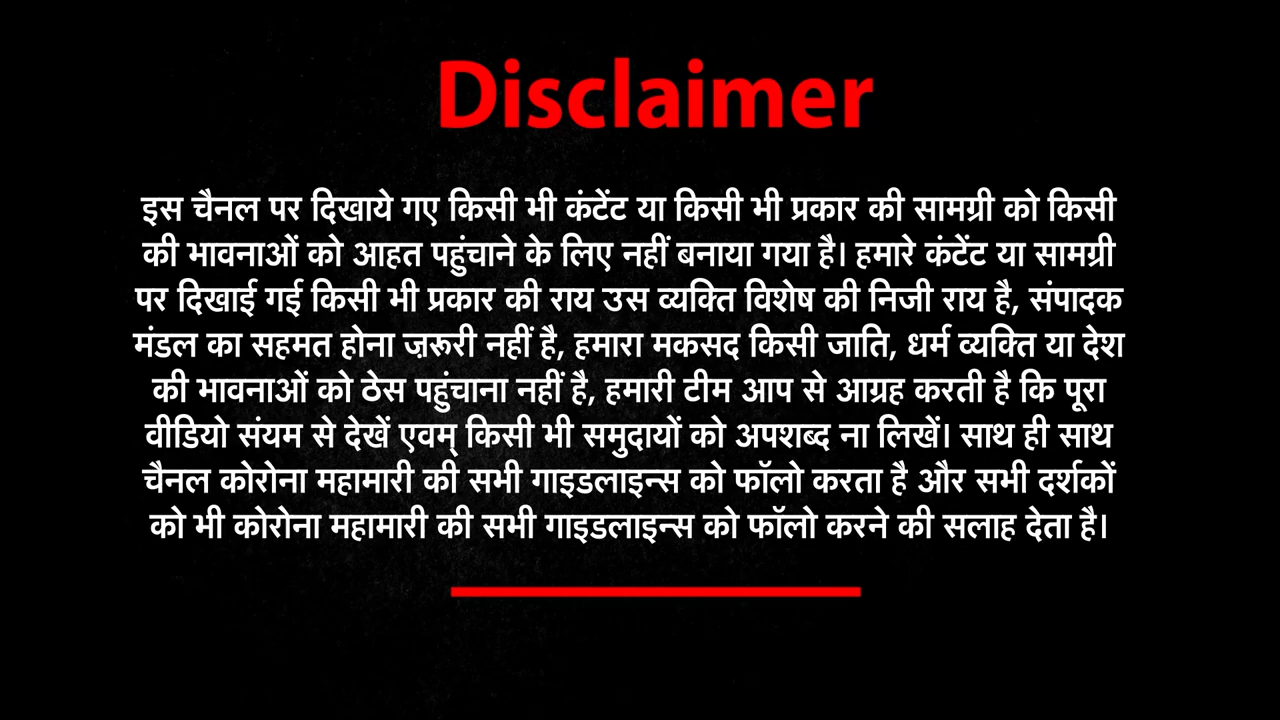 Disclaimer
इस चैनल पर दिखाये गए किसी भी कंटेंट या किसी भी प्रकार की सामग्री को किसी
की भावनाओं को आहत पहुंचाने के लिए नहीं बनाया गया है। हमारे कंटेंट या सामग्री
पर दिखाई गई किसी भी प्रकार की राय उस व्यक्ति विशेष की निजी राय है, संपादक
मंडल का सहमत होना ज़रूरी नहीं है, हमारा मकसद किसी जाति, धर्म व्यक्ति या देश
की भावनाओं को ठेस पहुंचाना नहीं है, हमारी टीम आप से आग्रह करती है कि पूरा
वीडियो संयम से देखें एवम् किसी भी समुदायों को अपशब्द ना लिखें। साथ ही साथ
चैनल कोरोना महामारी की सभी गाइडलाइन्स को फॉलो करता है और सभी दर्शकों
को भी कोरोना महामारी की सभी गाइडलाइन्स को फॉलो करने की सलाह देता है।